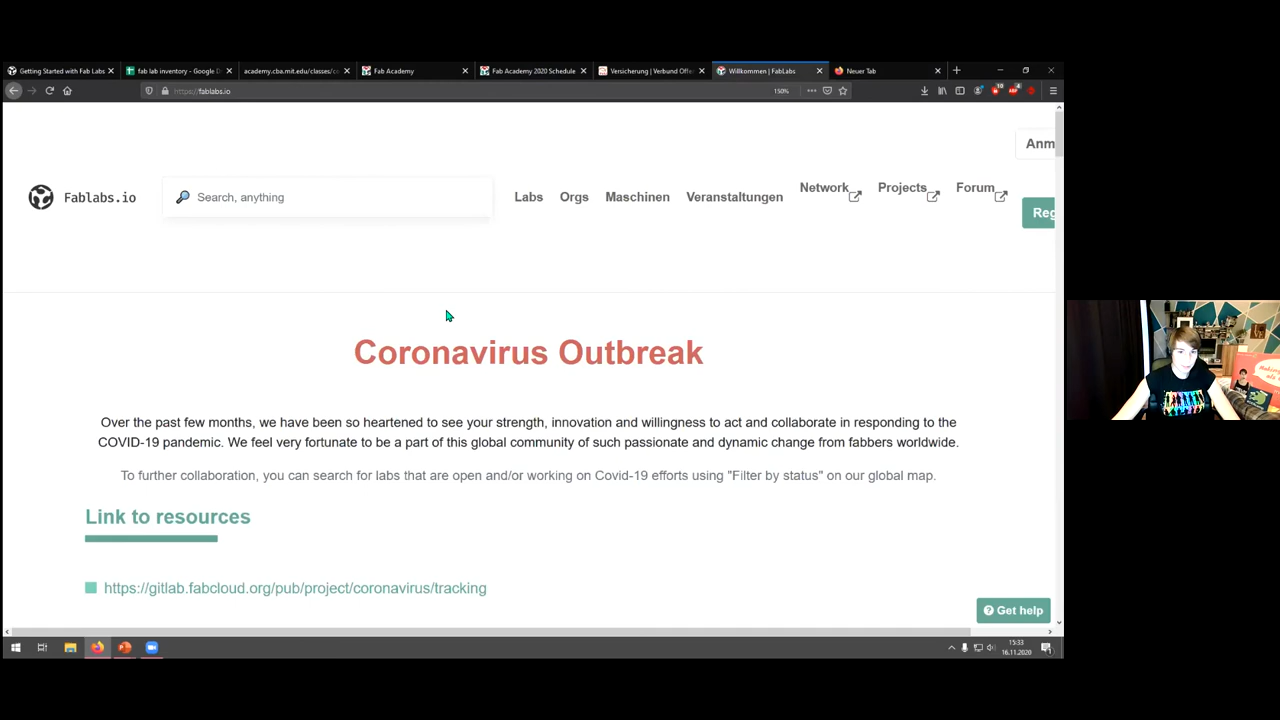 Getting Started with Fab Labs
fab lab inventory - Google D
academy.cba.mit.edu/classes/c
Fab Academy
Fab Academy 2020 Schedule
Versicherung | Verbund Offe
Willkommen | FabLabs
Neuer Tab
https://fablabs.io
150%
10
4
Anm
Fablabs.io
Search, anything
Labs
Orgs
Maschinen
Veranstaltungen
Network
Projects
Forum
Reg
Coronavirus Outbreak
Over the past few months, we have been so heartened to see your strength, innovation and willingness to act and collaborate in responding to the
COVID-19 pandemic. We feel very fortunate to be a part of this global community of such passionate and dynamic change from fabbers worldwide.
To further collaboration, you can search for labs that are open and/or working on Covid-19 efforts using "Filter by status" on our global map.
Link to resources
https://gitlab.fabcloud.org/pub/project/coronavirus/tracking
Get help
15:33
16.11.2020